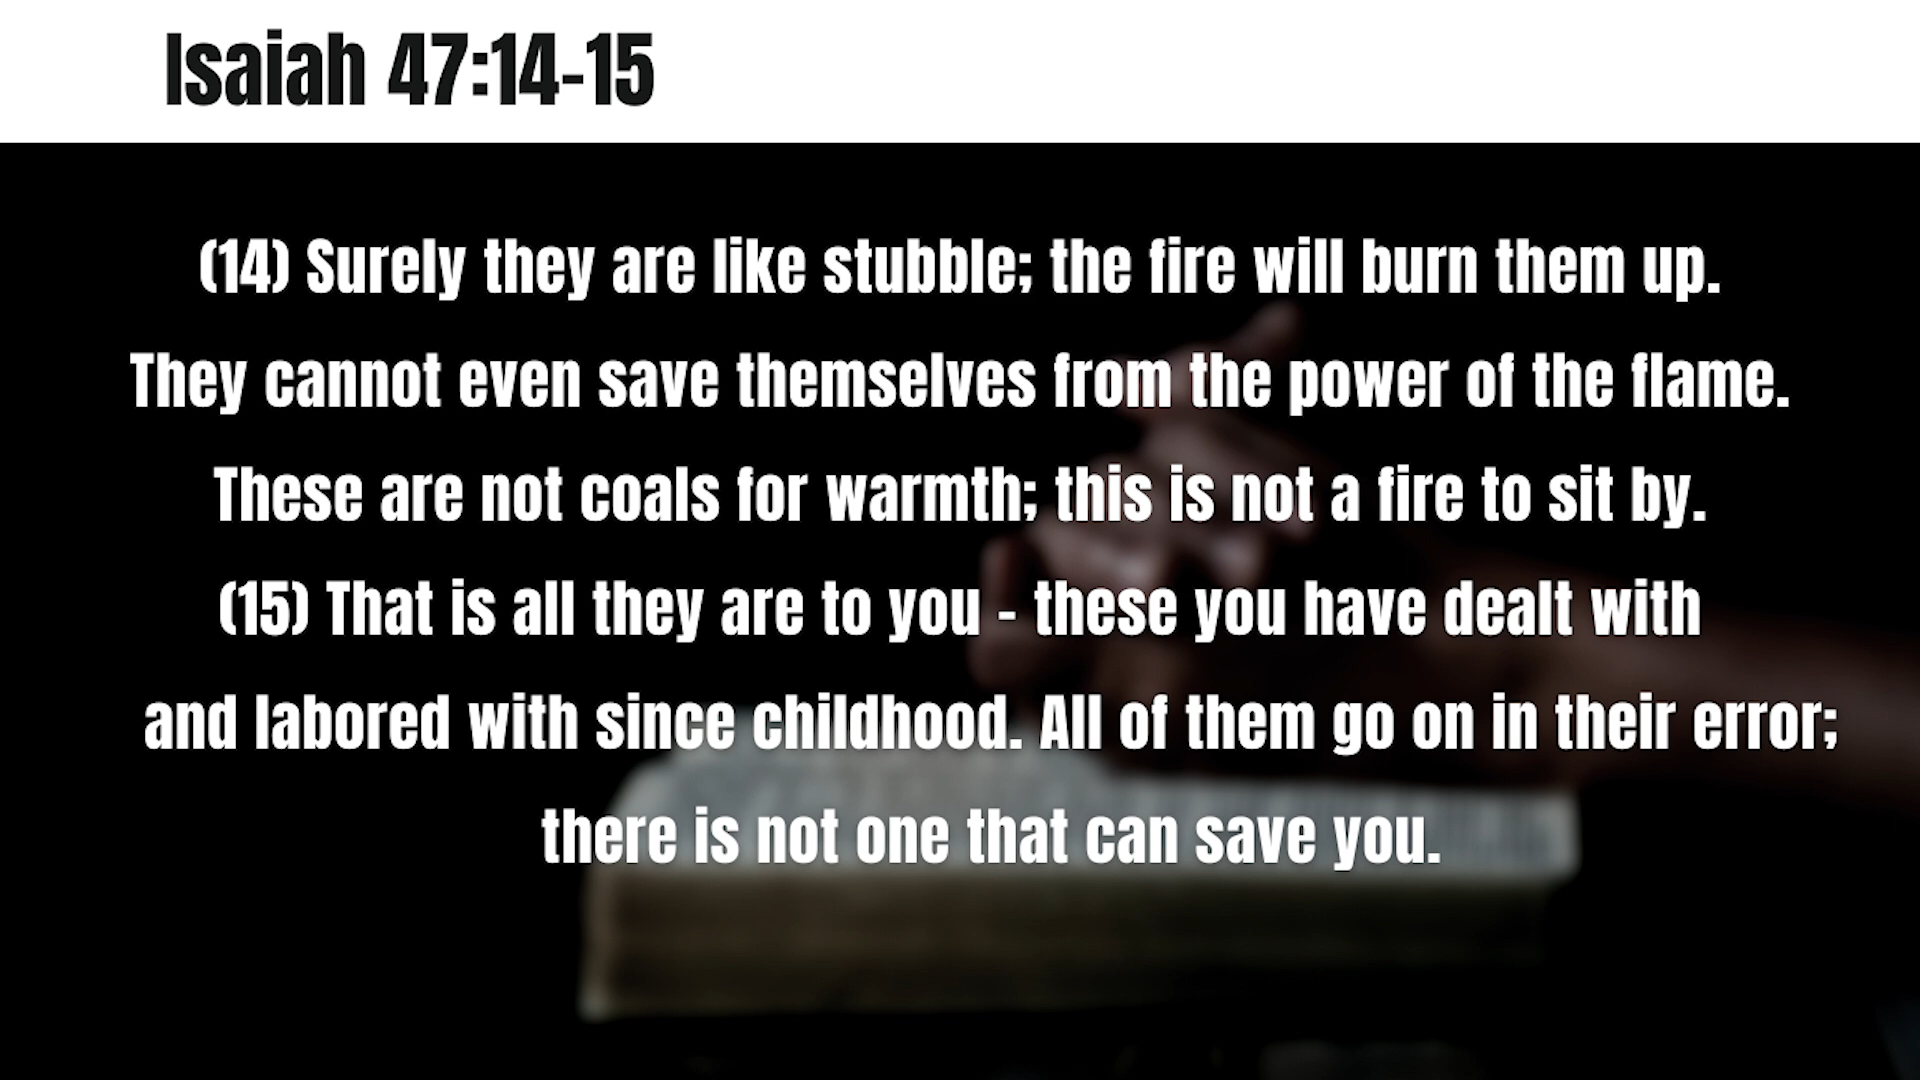 Isaiah 47:14-15
(14) Surely they are like stubble; the fire will burn them up.
They cannot even save themselves from the power of the flame.
These are not coals for warmth; this is not a fire to sit by.
(15) That is all they are to you - these you have dealt with
and labored with since childhood. All of them go on in their error;
there is not one that can save you.